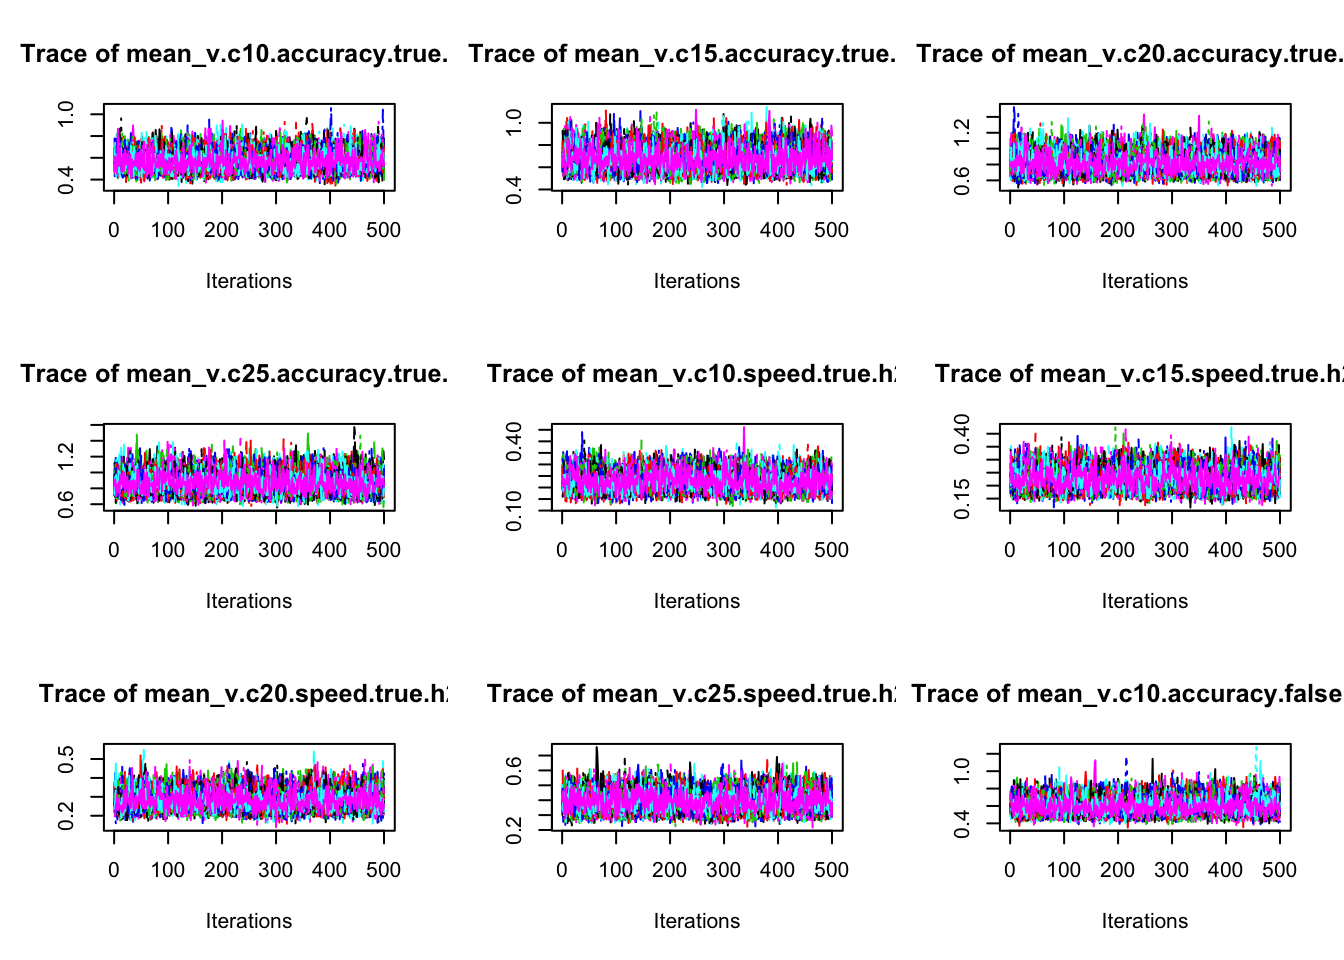 Trace of mean_v.c10.accuracy.true. Trace of mean_v.c15.accuracy.true. Trace of mean_v.c20.accuracy.true.
1.0 1.0 1.2
0.4 0.4 0.6
0 100 200 300 400 500 0 100 200 300 400 500 0 100 200 300 400 500
Iterations Iterations Iterations
Trace of mean_v.c25.accuracy.true. Trace of mean_v.c10.speed.true.h Trace of mean_v.c15.speed.true.h
1.2 0.40 0.40
0.6 0.10 0.15
0 100 200 300 400 500 0 100 200 300 400 500 0 100 200 300 400 500
Iterations Iterations Iterations
Trace of mean_v.c20.speed.true.h Trace of mean_v.c25.speed.true.h Trace of mean_v.c10.accuracy.false
0.5 0.6 1.0
0.2 0.2 0.4
0 100 200 300 400 500 0 100 200 300 400 500 0 100 200 300 400 500
Iterations Iterations Iterations